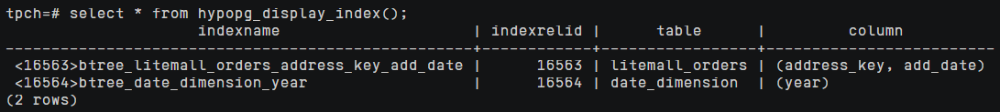 tpch=# select * from hypopg_display_index();
indexname | indexrelid | table | column
--------------------------------------------------+------------+-----------------+-------------------------
<16563>btree_litemall_orders_address_key_add_date | 16563 | litemall_orders | (address_key, add_date)
<16564>btree_date_dimension_year | 16564 | date_dimension | (year)
(2 rows)